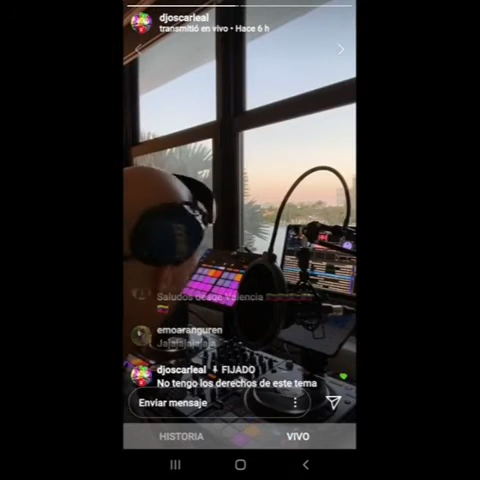 djoscarleal
transmitió en vivo • Hace 6 h
Saludos desde Valencia
emoaranguren
Jajajajajaja
djoscarleal FIJADO
No tengo los derechos de este tema
Enviar mensaje
HISTORIA VIVO